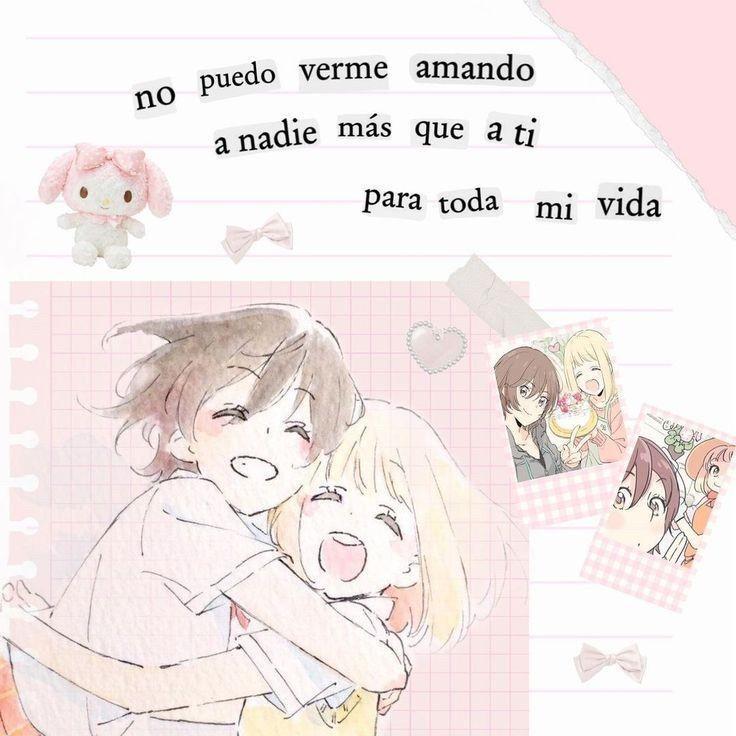 no puedo verme amando
a nadie más que a ti
para toda mi vida